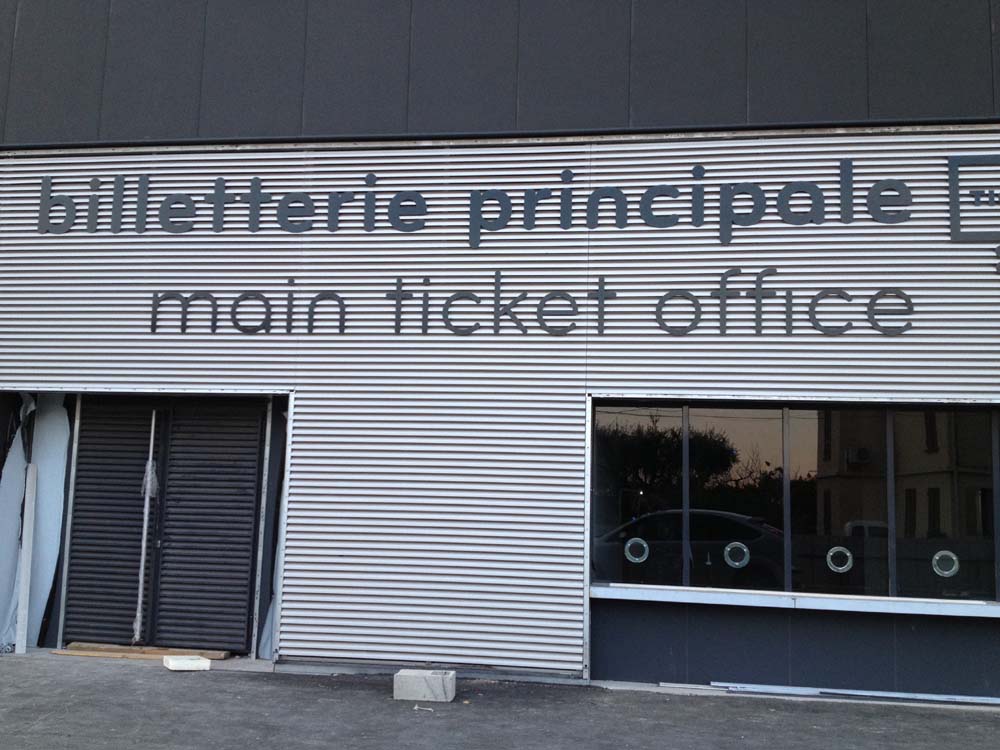 billetterie principale
main ticket office